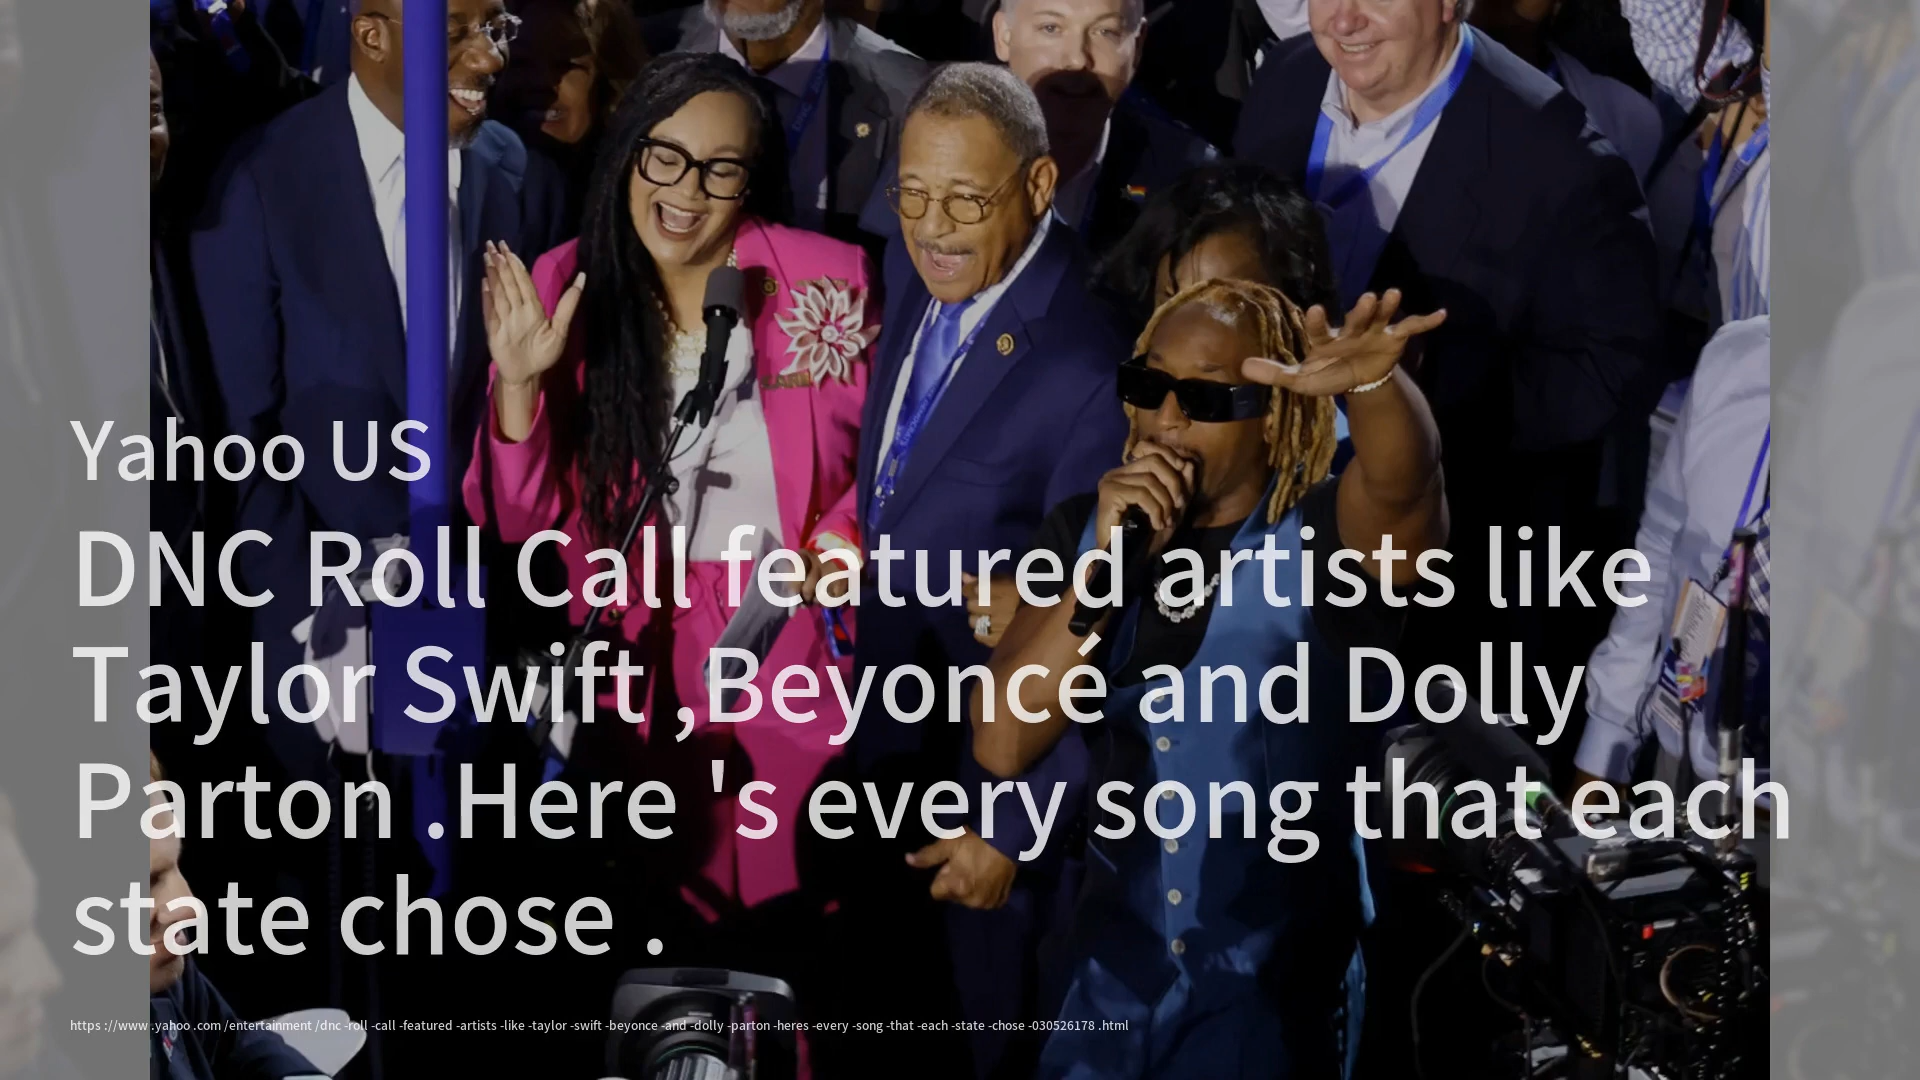 Yahoo US
DNC Roll Call featured artists like
Taylor Swift ,Beyoncé and Dolly
Parton .Here 's every song that each
state chose .
https ://www .yahoo .com /entertainment /dnc -roll -call -featured -artists -like -taylor -swift -beyonce -and -dolly -parton -heres -every -song -that -each -state -chose -030526178 .html